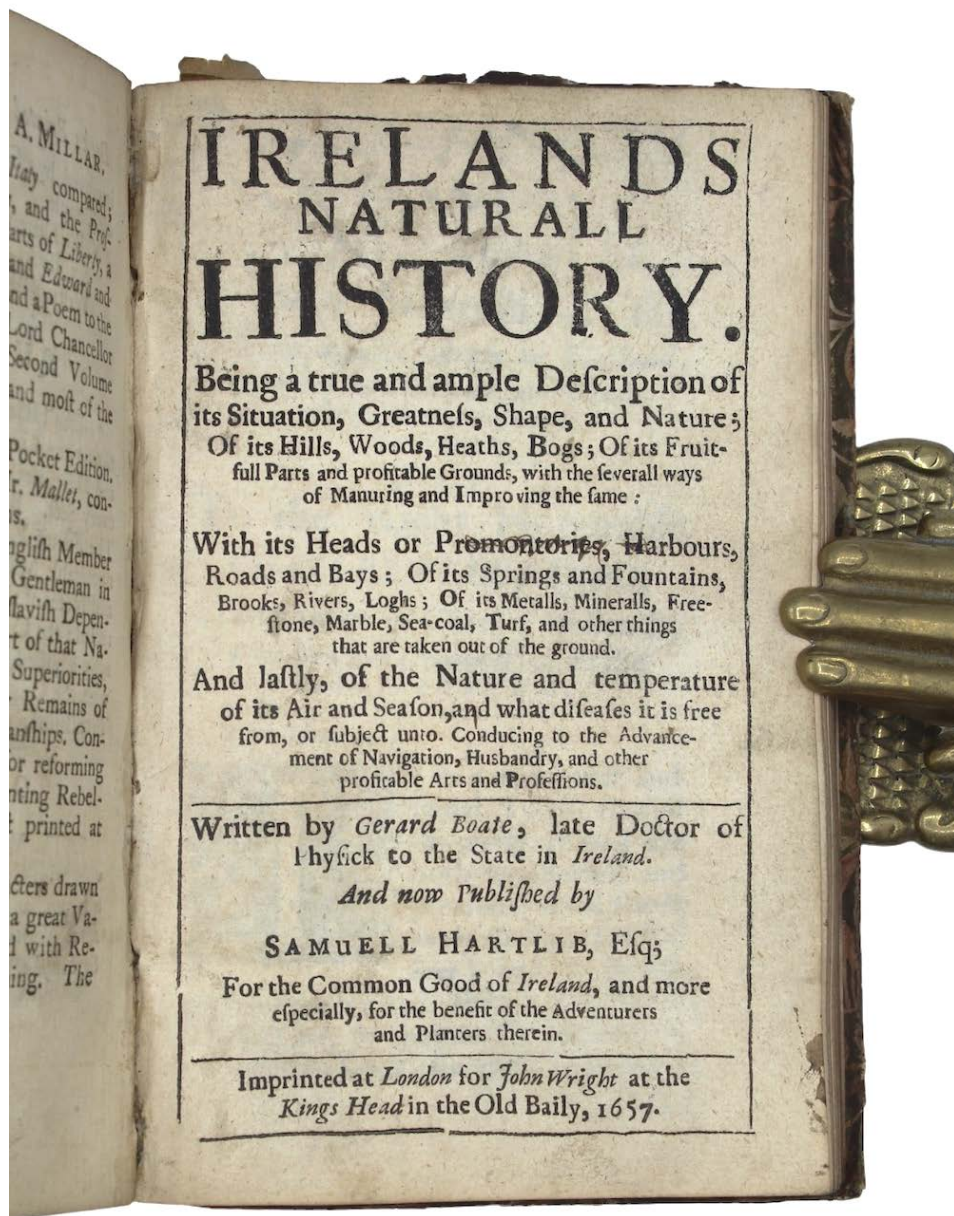 A. MILLAR,
Italy compared;
, and the Prof-
arts of Liberty, a
and Edward and
nd a Poem to the
Lord Chancellor
Second Volume
and moſt of the
Pocket Edition,
r. Mallet, con-
s.
ngliſh Member
Gentleman in
ſlaviſh Depen-
rt of that Na-
Superiorities,
Remains of
anſhips. Con-
or reforming
nting Rebel-
printed at
cters drawn
a great Va-
d with Re-
ing. The
IRELANDS
NATURALL
HISTORY.
Being a true and ample Deſcription of
its Situation, Greatneſs, Shape, and Nature;
Of its Hills, Woods, Heaths, Bogs; Of its Fruit-
full Parts and profitable Grounds, with the ſeverall ways
of Manuring and Improving the ſame:
With its Heads or Promontories, Harbours,
Roads and Bays; Of its Springs and Fountains,
Brooks, Rivers, Loghs; Of its Metalls, Mineralls, Free-
ſtone, Marble, Sea-coal, Turf, and other things
that are taken out of the ground.
And laſtly, of the Nature and temperature
of its Air and Seaſon, and what diſeaſes it is free
from, or ſubject unto. Conducing to the Advance-
ment of Navigation, Husbandry, and other
profitable Arts and Profeſſions.
Written by Gerard Boate, late Doctor of
Phyſick to the State in Ireland.
And now Publiſhed by
SAMUELL HARTLIB, Eſq;
For the Common Good of Ireland, and more
eſpecially, for the benefit of the Adventurers
and Planters therein.
Imprinted at London for John Wright at the
Kings Head in the Old Baily, 1657.